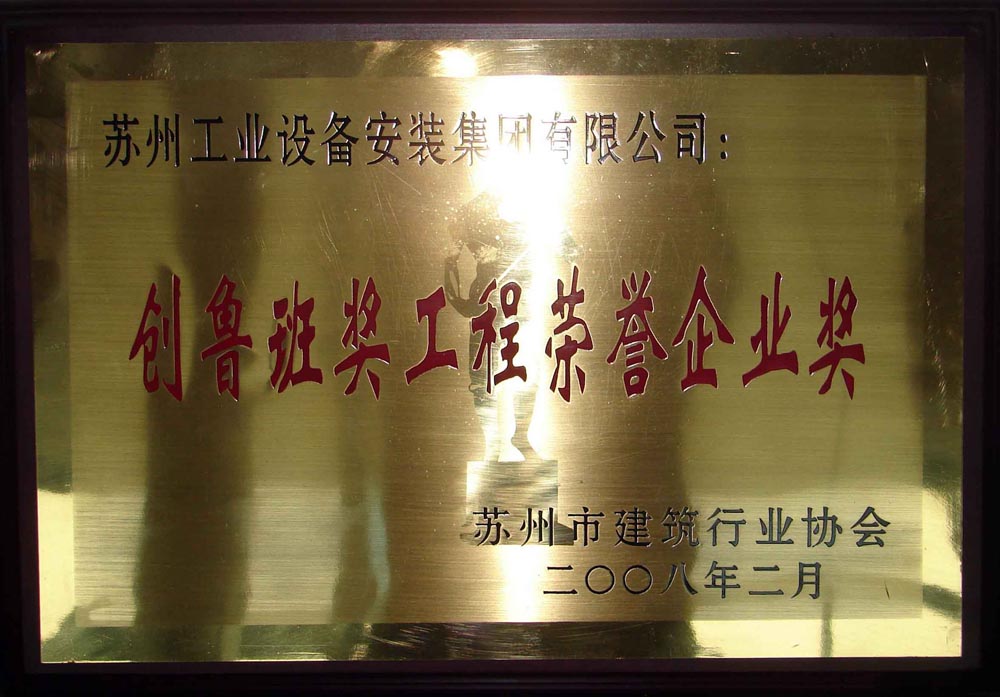 苏州工业设备安装集团有限公司：
创鲁班奖工程荣誉企业奖
苏州市建筑行业协会
二〇〇八年二月